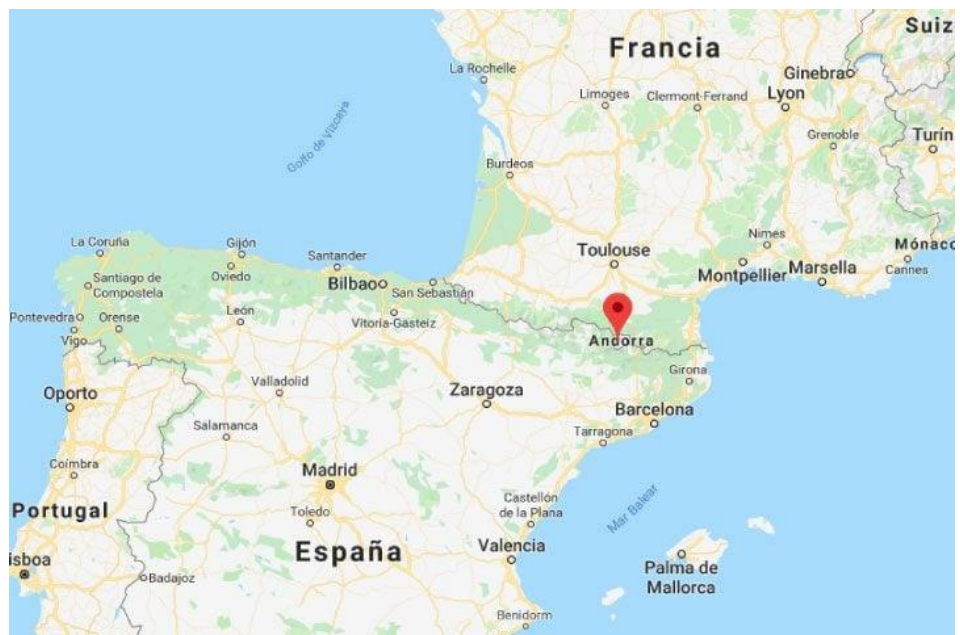 Suiz
Francia
La Rochelle
Ginebra
Limoges
Clermont-Ferrand
Lyon
Golfo de Vizcaya
Grenoble
Turín
Burdeos
La Coruña
Gijón
Nimes
Santander
Toulouse
Mónaco
Oviedo
Bilbao
Montpellier
Marsella
Cannes
Santiago de
Compostela
San Sebastián
León
Vitoria-Gasteiz
Pontevedra
Orense
Vigo
Andorra
Girona
Valladolid
Zaragoza
Oporto
Barcelona
Salamanca
Tarragona
Coímbra
Madrid
Castellón
de la Plana
Mar Balear
Portugal
Toledo
España
Valencia
isboa
Palma de
Mallorca
Badajoz
Benidorm